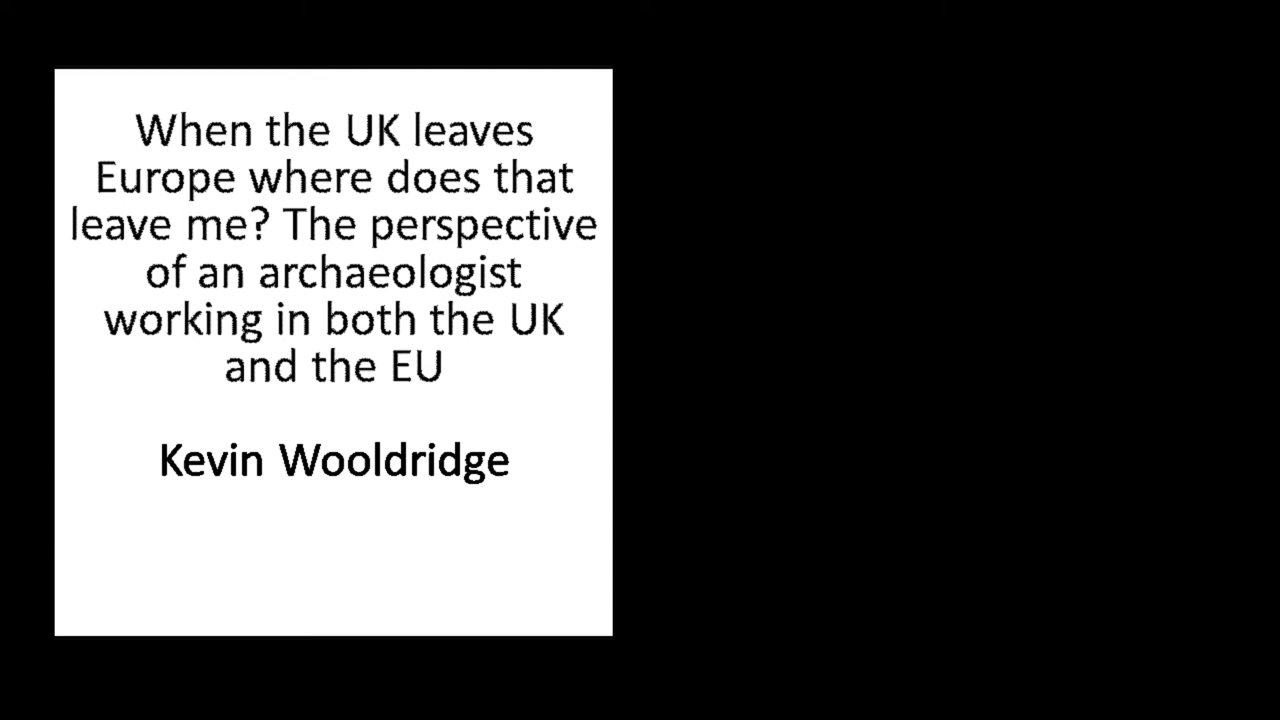 When the UK leaves
Europe where does that
leave me? The perspective
of an archaeologist
working in both the UK
and the EU
Kevin Wooldridge